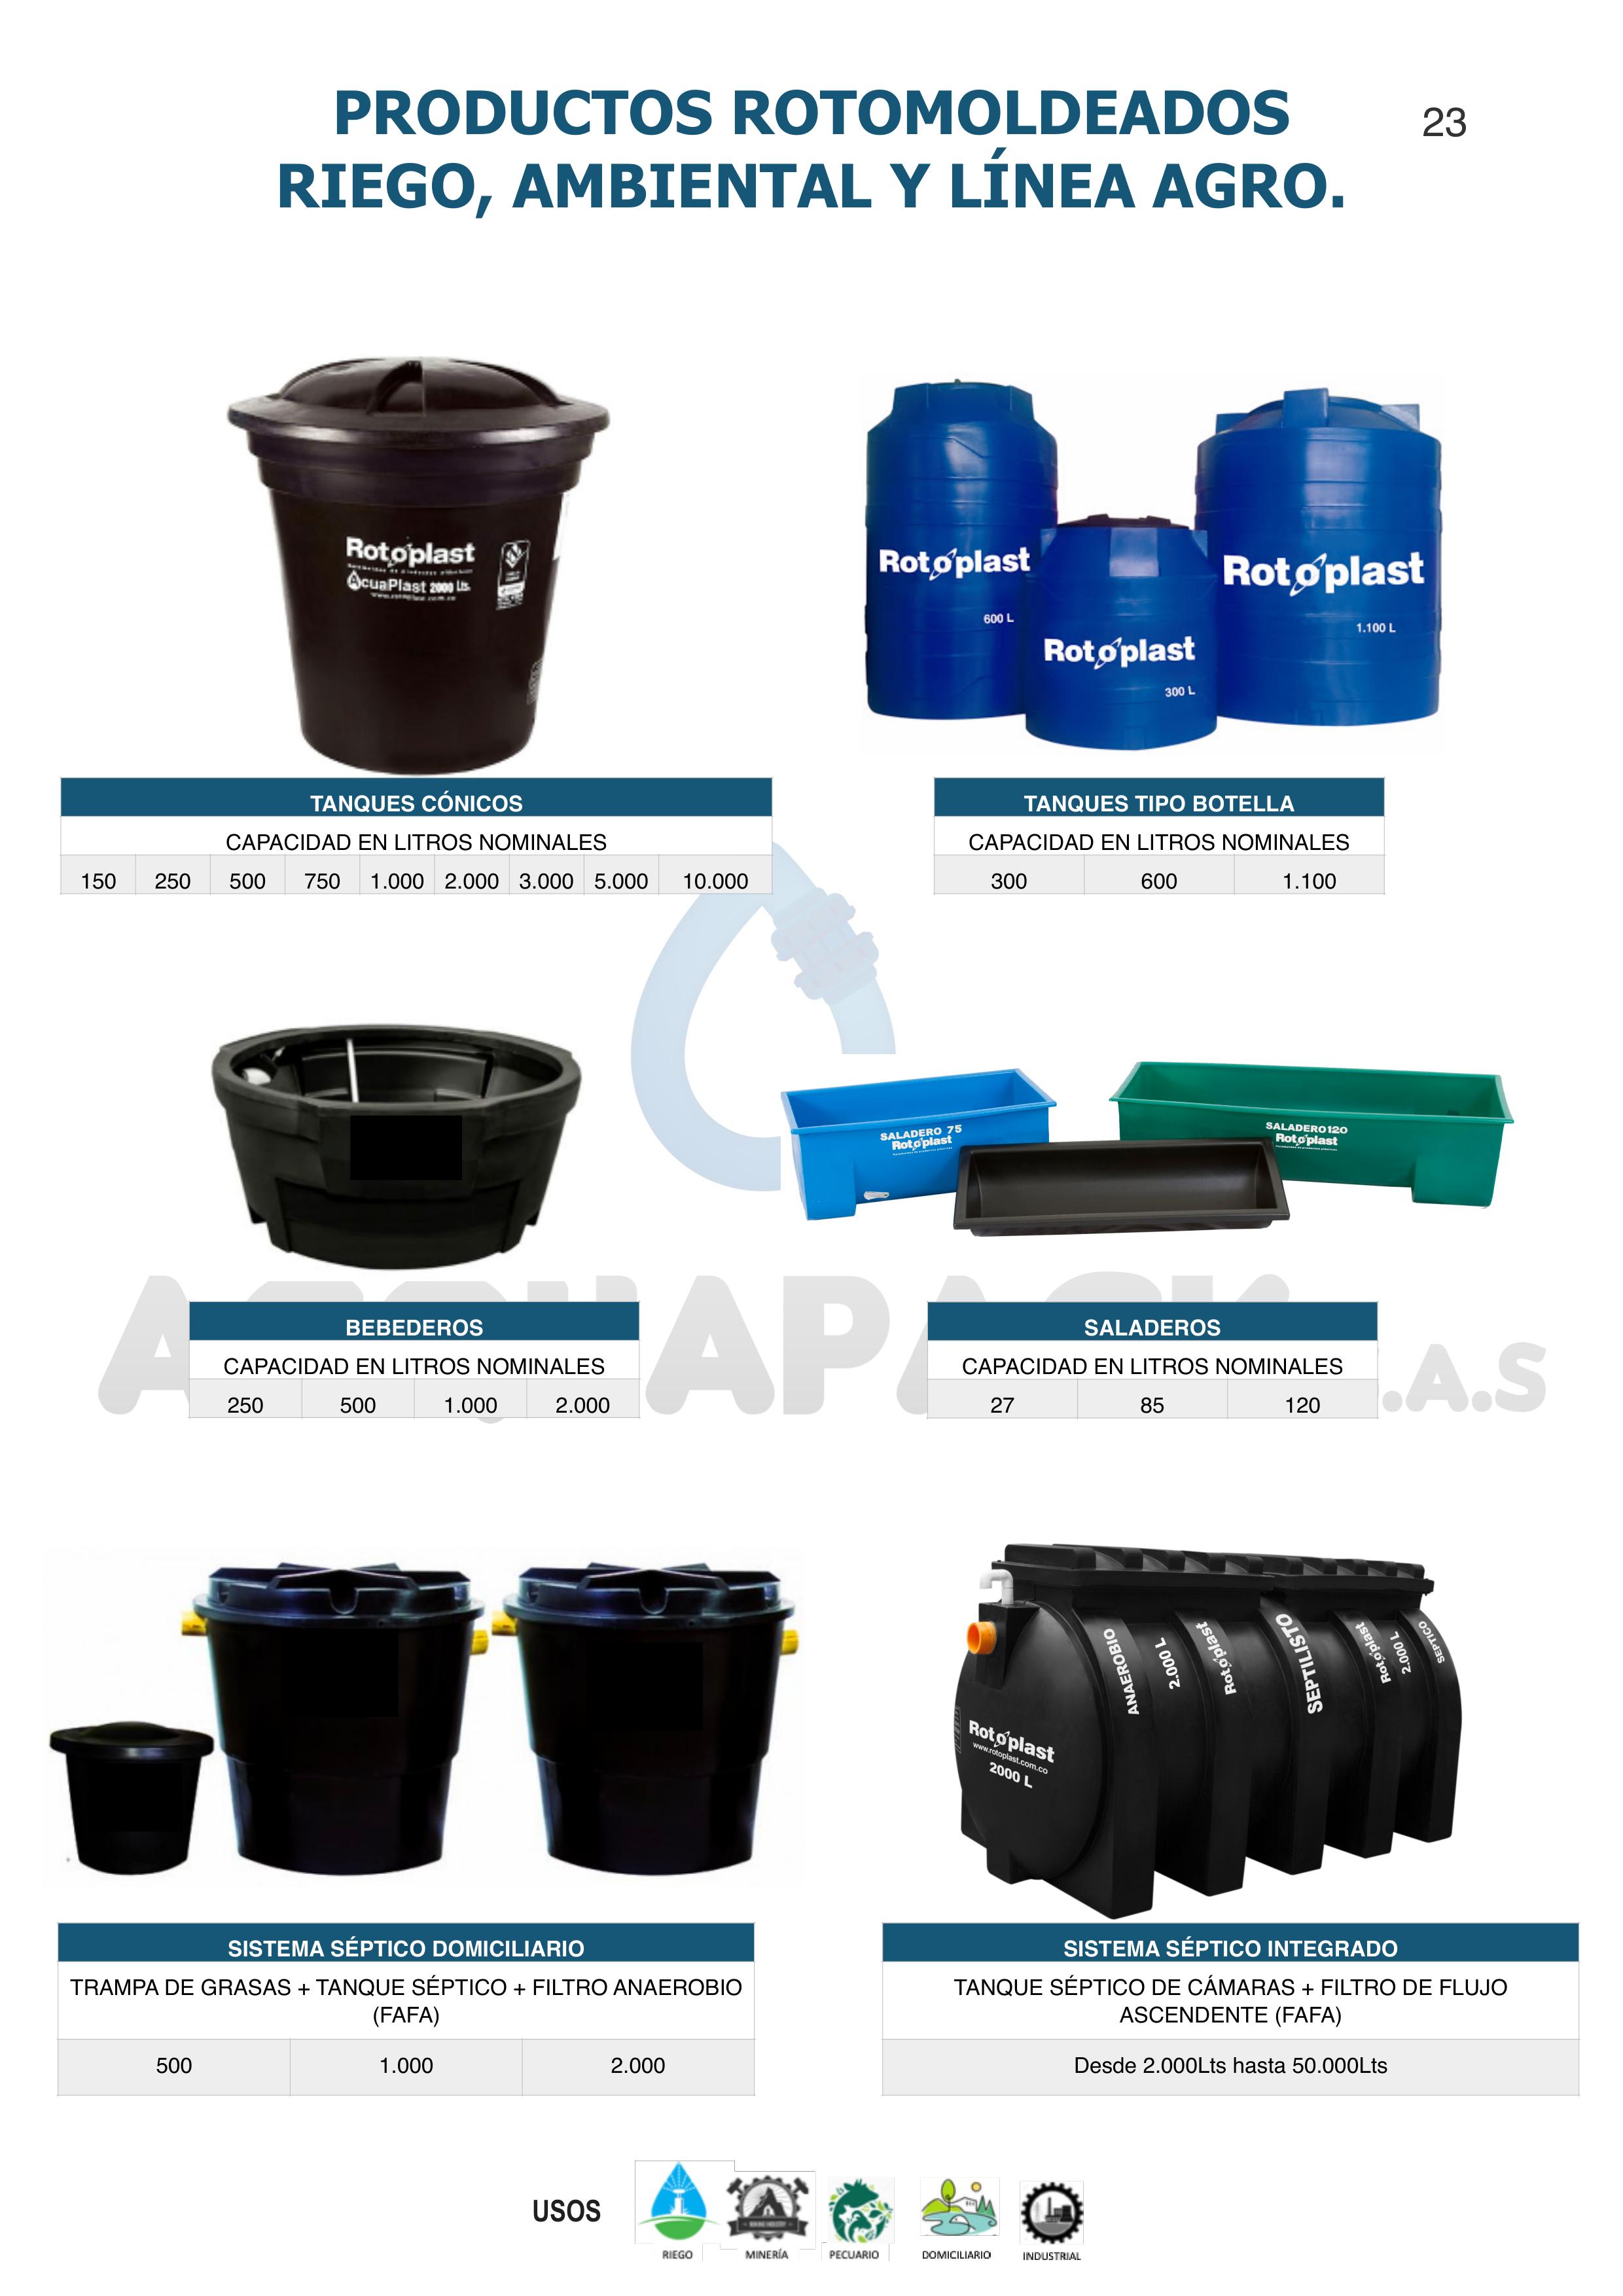 PRODUCTOS ROTOMOLDEADOS
RIEGO, AMBIENTAL Y LÍNEA AGRO.
23
Rotoplast
AcuaPlast 2000 Lts.
Rotoplast
600 L
Rotoplast
300 L
Rotoplast
1.100 L
TANQUES CÓNICOS
CAPACIDAD EN LITROS NOMINALES
150 250 500 750 1.000 2.000 3.000 5.000 10.000
TANQUES TIPO BOTELLA
CAPACIDAD EN LITROS NOMINALES
300 600 1.100
SALADERO 75
Rotoplast
SALADERO120
Rotoplast
BEBEDEROS
CAPACIDAD EN LITROS NOMINALES
250 500 1.000 2.000
SALADEROS
CAPACIDAD EN LITROS NOMINALES
27 85 120
ANAEROBIO
2.000 L
Rotoplast
SEPTILISTO
Rotoplast
2.000 L
SEPTICO
Rotoplast
www.rotoplast.com.co
2000 L
SISTEMA SÉPTICO DOMICILIARIO
TRAMPA DE GRASAS + TANQUE SÉPTICO + FILTRO ANAEROBIO
(FAFA)
500 1.000 2.000
SISTEMA SÉPTICO INTEGRADO
TANQUE SÉPTICO DE CÁMARAS + FILTRO DE FLUJO
ASCENDENTE (FAFA)
Desde 2.000Lts hasta 50.000Lts
USOS
RIEGO
MINERÍA
PECUARIO
DOMICILIARIO
INDUSTRIAL